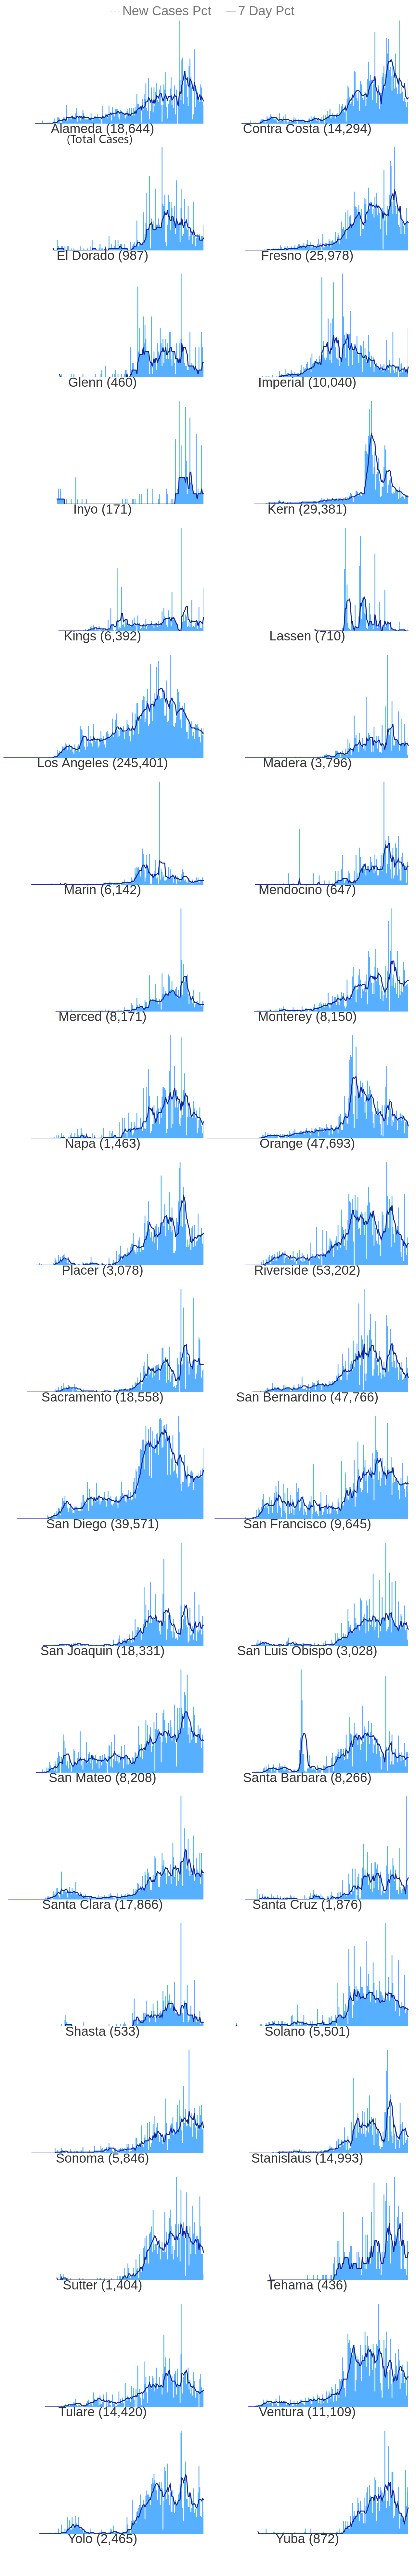 New Cases Pct 7 Day Pct
Alameda (18,644) Contra Costa (14,294)
(Total Cases)
El Dorado (987) Fresno (25,978)
Glenn (460) Imperial (10,040)
Inyo (171) Kern (29,381)
Kings (6,392) Lassen (710)
Los Angeles (245,401) Madera (3,796)
Marin (6,142) Mendocino (647)
Merced (8,171) Monterey (8,150)
Napa (1,463) Orange (47,693)
Placer (3,078) Riverside (53,202)
Sacramento (18,558) San Bernardino (47,766)
San Diego (39,571) San Francisco (9,645)
San Joaquin (18,331) San Luis Obispo (3,028)
San Mateo (8,208) Santa Barbara (8,266)
Santa Clara (17,866) Santa Cruz (1,876)
Shasta (533) Solano (5,501)
Sonoma (5,846) Stanislaus (14,993)
Sutter (1,404) Tehama (436)
Tulare (14,420) Ventura (11,109)
Yolo (2,465) Yuba (872)